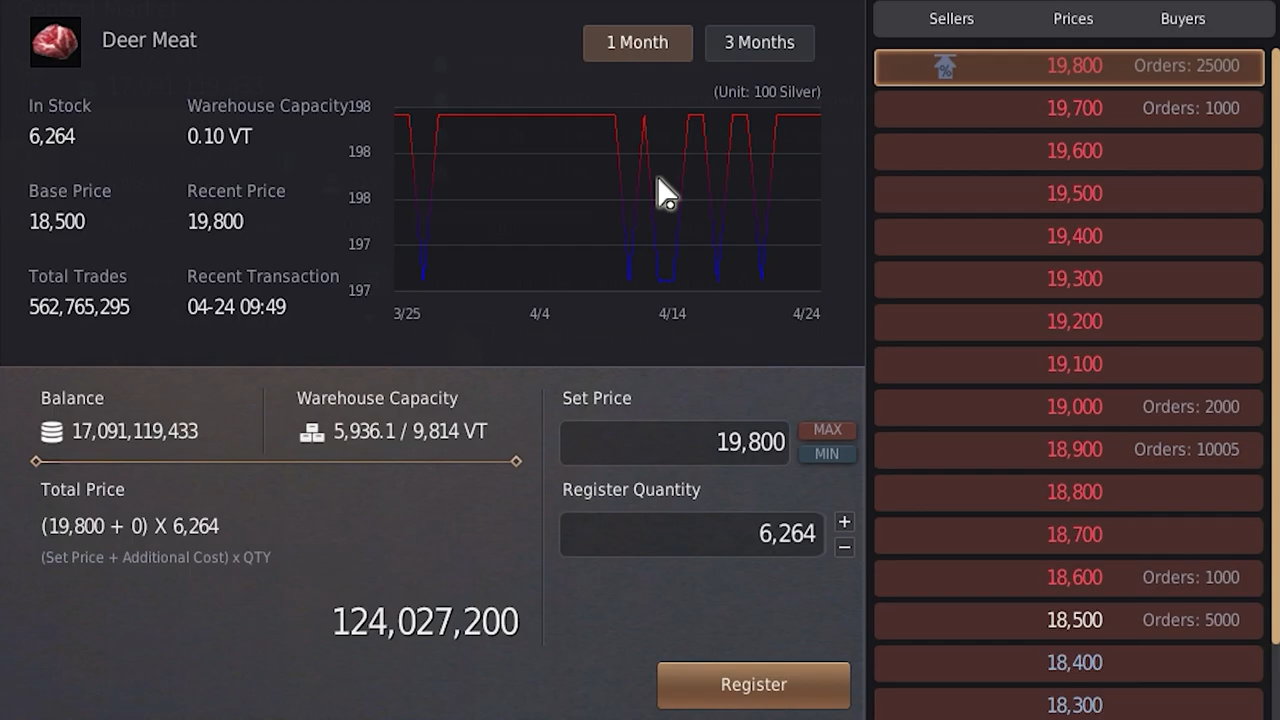 Deer Meat
1 Month
3 Months
(Unit: 100 Silver)
In Stock
6,264
Warehouse Capacity
0.10 VT
Base Price
18,500
Recent Price
19,800
Total Trades
562,765,295
Recent Transaction
04-24 09:49
198
198
198
197
197
3/25
4/4
4/14
4/24
Balance
17,091,119,433
Warehouse Capacity
5,936.1 / 9,814 VT
Total Price
(19,800 + 0) X 6,264
(Set Price + Additional Cost) x QTY
124,027,200
Set Price
19,800
MAX
MIN
Register Quantity
6,264
+
−
Register
Sellers Prices Buyers
% 19,800 Orders: 25000
19,700 Orders: 1000
19,600
19,500
19,400
19,300
19,200
19,100
19,000 Orders: 2000
18,900 Orders: 10005
18,800
18,700
18,600 Orders: 1000
18,500 Orders: 5000
18,400
18,300